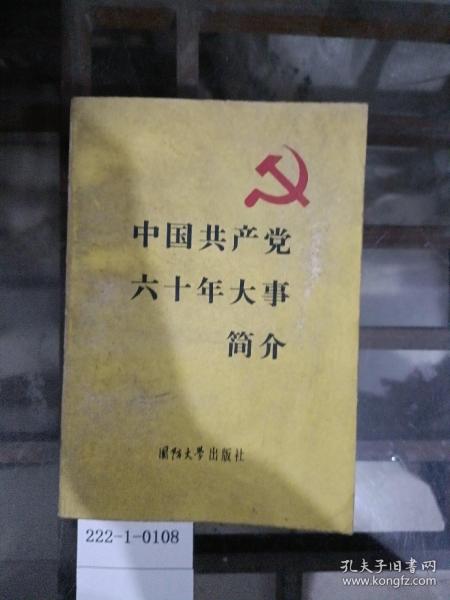 中国共产党
六十年大事
简介
国防大学出版社
222-1-0108
孔夫子旧书网
www.kongfz.com